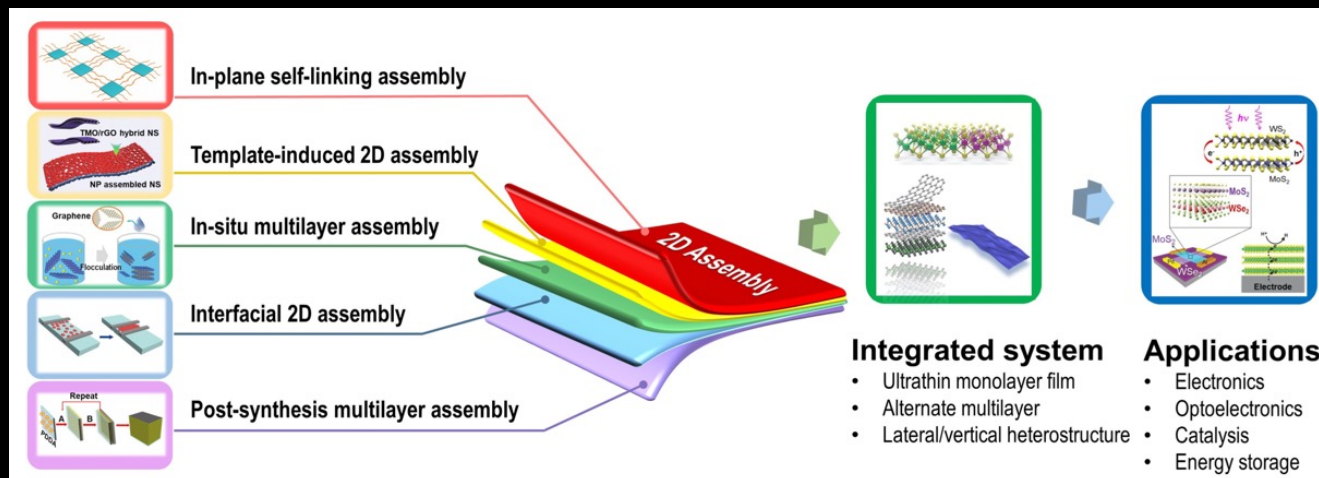 In-plane self-linking assembly
TMO/rGO hybrid NS
NP assembled NS
Template-induced 2D assembly
Graphene
Flocculation
In-situ multilayer assembly
Interfacial 2D assembly
Repeat
A
B
PDDA
Post-synthesis multilayer assembly
2D Assembly
Integrated system
• Ultrathin monolayer film
• Alternate multilayer
• Lateral/vertical heterostructure
hν
WS₂
e⁻
h⁺
MoS₂
MoS₂
WSe₂
MoS₂
WSe₂
Electrode
Applications
• Electronics
• Optoelectronics
• Catalysis
• Energy storage